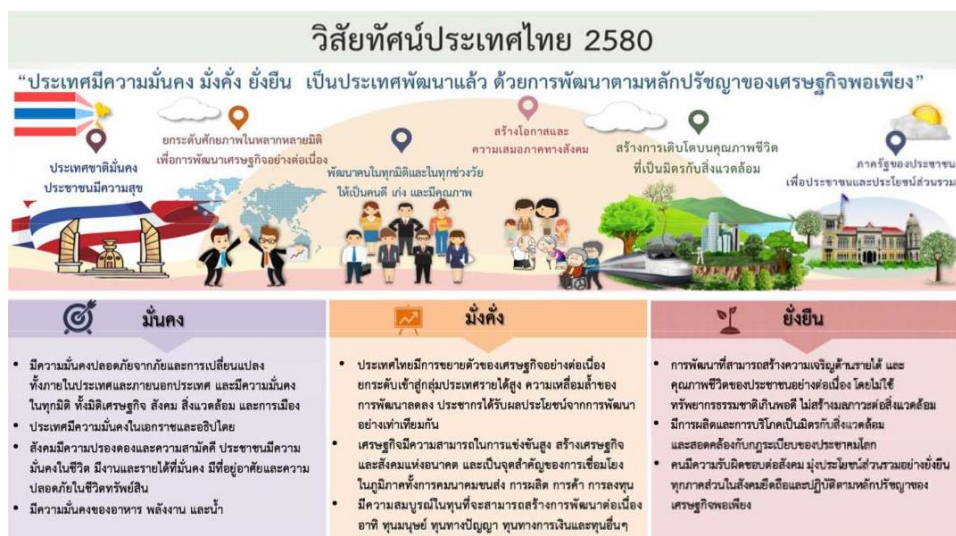 วิสัยทัศน์ประเทศไทย 2580
“ประเทศมีความมั่นคง มั่งคั่ง ยั่งยืน เป็นประเทศพัฒนาแล้ว ด้วยการพัฒนาตามหลักปรัชญาของเศรษฐกิจพอเพียง”
ประเทศชาติมั่นคง
ประชาชนมีความสุข
ยกระดับศักยภาพในหลากหลายมิติ
เพื่อการพัฒนาเศรษฐกิจอย่างต่อเนื่อง
พัฒนาคนในทุกมิติและในทุกช่วงวัย
ให้เป็นคนดี เก่ง และมีคุณภาพ
สร้างโอกาสและ
ความเสมอภาคทางสังคม
สร้างการเติบโตบนคุณภาพชีวิต
ที่เป็นมิตรกับสิ่งแวดล้อม
ภาครัฐของประชาชน
เพื่อประชาชนและประโยชน์ส่วนรวม
มั่นคง
• มีความมั่นคงปลอดภัยจากภัยและการเปลี่ยนแปลง
ทั้งภายในประเทศและภายนอกประเทศ และมีความมั่นคง
ในทุกมิติ ทั้งมิติเศรษฐกิจ สังคม สิ่งแวดล้อม และการเมือง
• ประเทศมีความมั่นคงในเอกราชและอธิปไตย
• สังคมมีความปรองดองและความสามัคคี ประชาชนมีความ
มั่นคงในชีวิต มีงานและรายได้ที่มั่นคง มีที่อยู่อาศัยและความ
ปลอดภัยในชีวิตทรัพย์สิน
• มีความมั่นคงของอาหาร พลังงาน และน้ำ
มั่งคั่ง
• ประเทศไทยมีการขยายตัวของเศรษฐกิจอย่างต่อเนื่อง
ยกระดับเข้าสู่กลุ่มประเทศรายได้สูง ความเหลื่อมล้ำของ
การพัฒนาลดลง ประชากรได้รับผลประโยชน์จากการพัฒนา
อย่างเท่าเทียมกัน
• เศรษฐกิจมีความสามารถในการแข่งขันสูง สร้างเศรษฐกิจ
และสังคมแห่งอนาคต และเป็นจุดสำคัญของการเชื่อมโยง
ในภูมิภาคทั้งการคมนาคมขนส่ง การผลิต การค้า การลงทุน
• มีความสมบูรณ์ในทุนที่จะสามารถสร้างการพัฒนาต่อเนื่อง
อาทิ ทุนมนุษย์ ทุนทางปัญญา ทุนทางการเงินและทุนอื่นๆ
ยั่งยืน
• การพัฒนาที่สามารถสร้างความเจริญด้านรายได้ และ
คุณภาพชีวิตของประชาชนอย่างต่อเนื่อง โดยไม่ใช้
ทรัพยากรธรรมชาติเกินพอดี ไม่สร้างมลภาวะต่อสิ่งแวดล้อม
• มีการผลิตและการบริโภคเป็นมิตรกับสิ่งแวดล้อม
และสอดคล้องกับกฎระเบียบของประชาคมโลก
• คนมีความรับผิดชอบต่อสังคม มุ่งประโยชน์ส่วนรวมอย่างยั่งยืน
ทุกภาคส่วนในสังคมยึดถือและปฏิบัติตามหลักปรัชญาของ
เศรษฐกิจพอเพียง